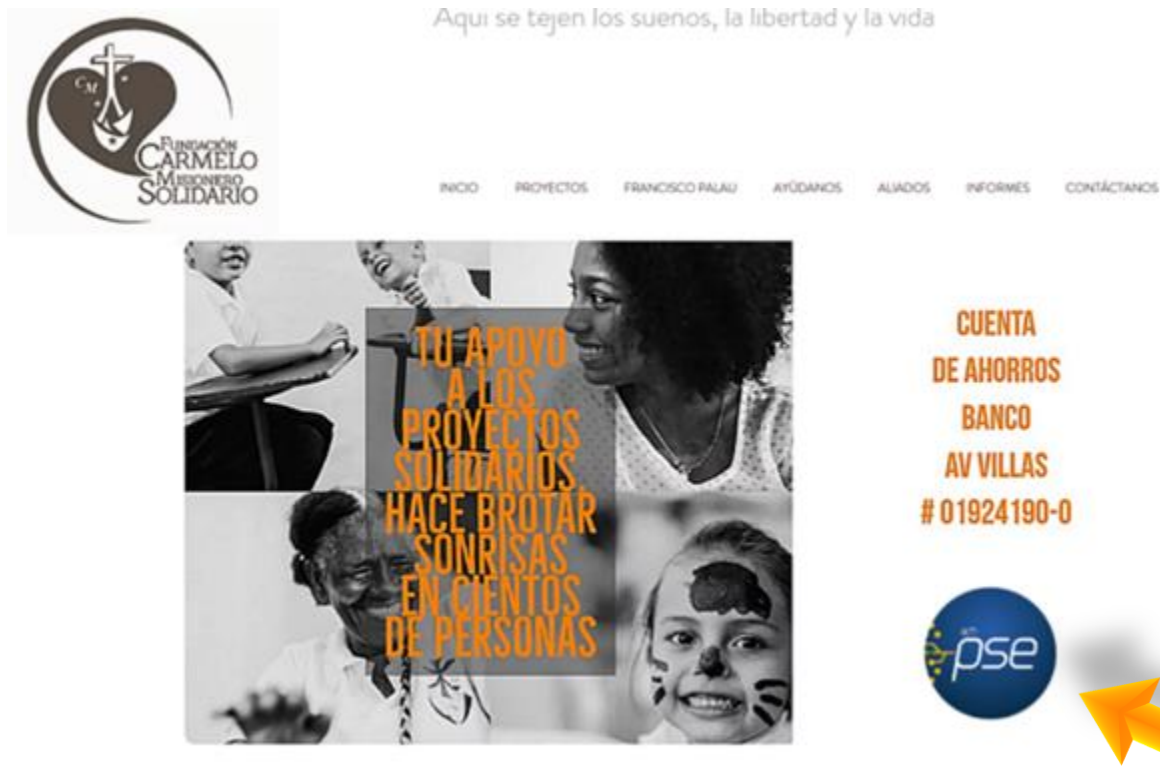 Aqui se tejen los suenos, la libertad y la vida
CM
FUNDACIÓN
CARMELO
MISIONERO
SOLIDARIO
INICIO PROYECTOS FRANCISCO PALAU AYÚDANOS ALIADOS INFORMES CONTÁCTANOS
TU APOYO
A LOS
PROYECTOS
SOLIDARIOS,
HACE BROTAR
SONRISAS
EN CIENTOS
DE PERSONAS
CUENTA
DE AHORROS
BANCO
AV VILLAS
# 01924190-0
pse